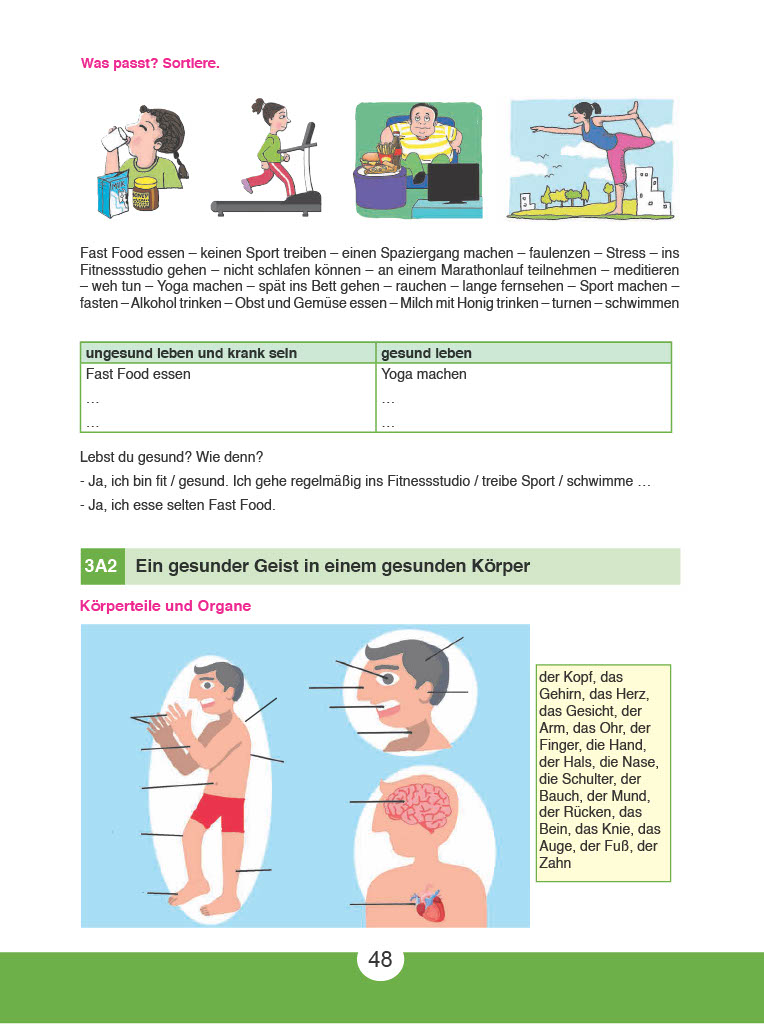 Was passt? Sortiere.
MILK
HONEY
Fast Food essen – keinen Sport treiben – einen Spaziergang machen – faulenzen – Stress – ins
Fitnessstudio gehen – nicht schlafen können – an einem Marathonlauf teilnehmen – meditieren
– weh tun – Yoga machen – spät ins Bett gehen – rauchen – lange fernsehen – Sport machen –
fasten – Alkohol trinken – Obst und Gemüse essen – Milch mit Honig trinken – turnen – schwimmen
ungesund leben und krank sein gesund leben
Fast Food essen Yoga machen
… …
… …
Lebst du gesund? Wie denn?
- Ja, ich bin fit / gesund. Ich gehe regelmäßig ins Fitnessstudio / treibe Sport / schwimme …
- Ja, ich esse selten Fast Food.
3A2 Ein gesunder Geist in einem gesunden Körper
Körperteile und Organe
der Kopf, das
Gehirn, das Herz,
das Gesicht, der
Arm, das Ohr, der
Finger, die Hand,
der Hals, die Nase,
die Schulter, der
Bauch, der Mund,
der Rücken, das
Bein, das Knie, das
Auge, der Fuß, der
Zahn
48